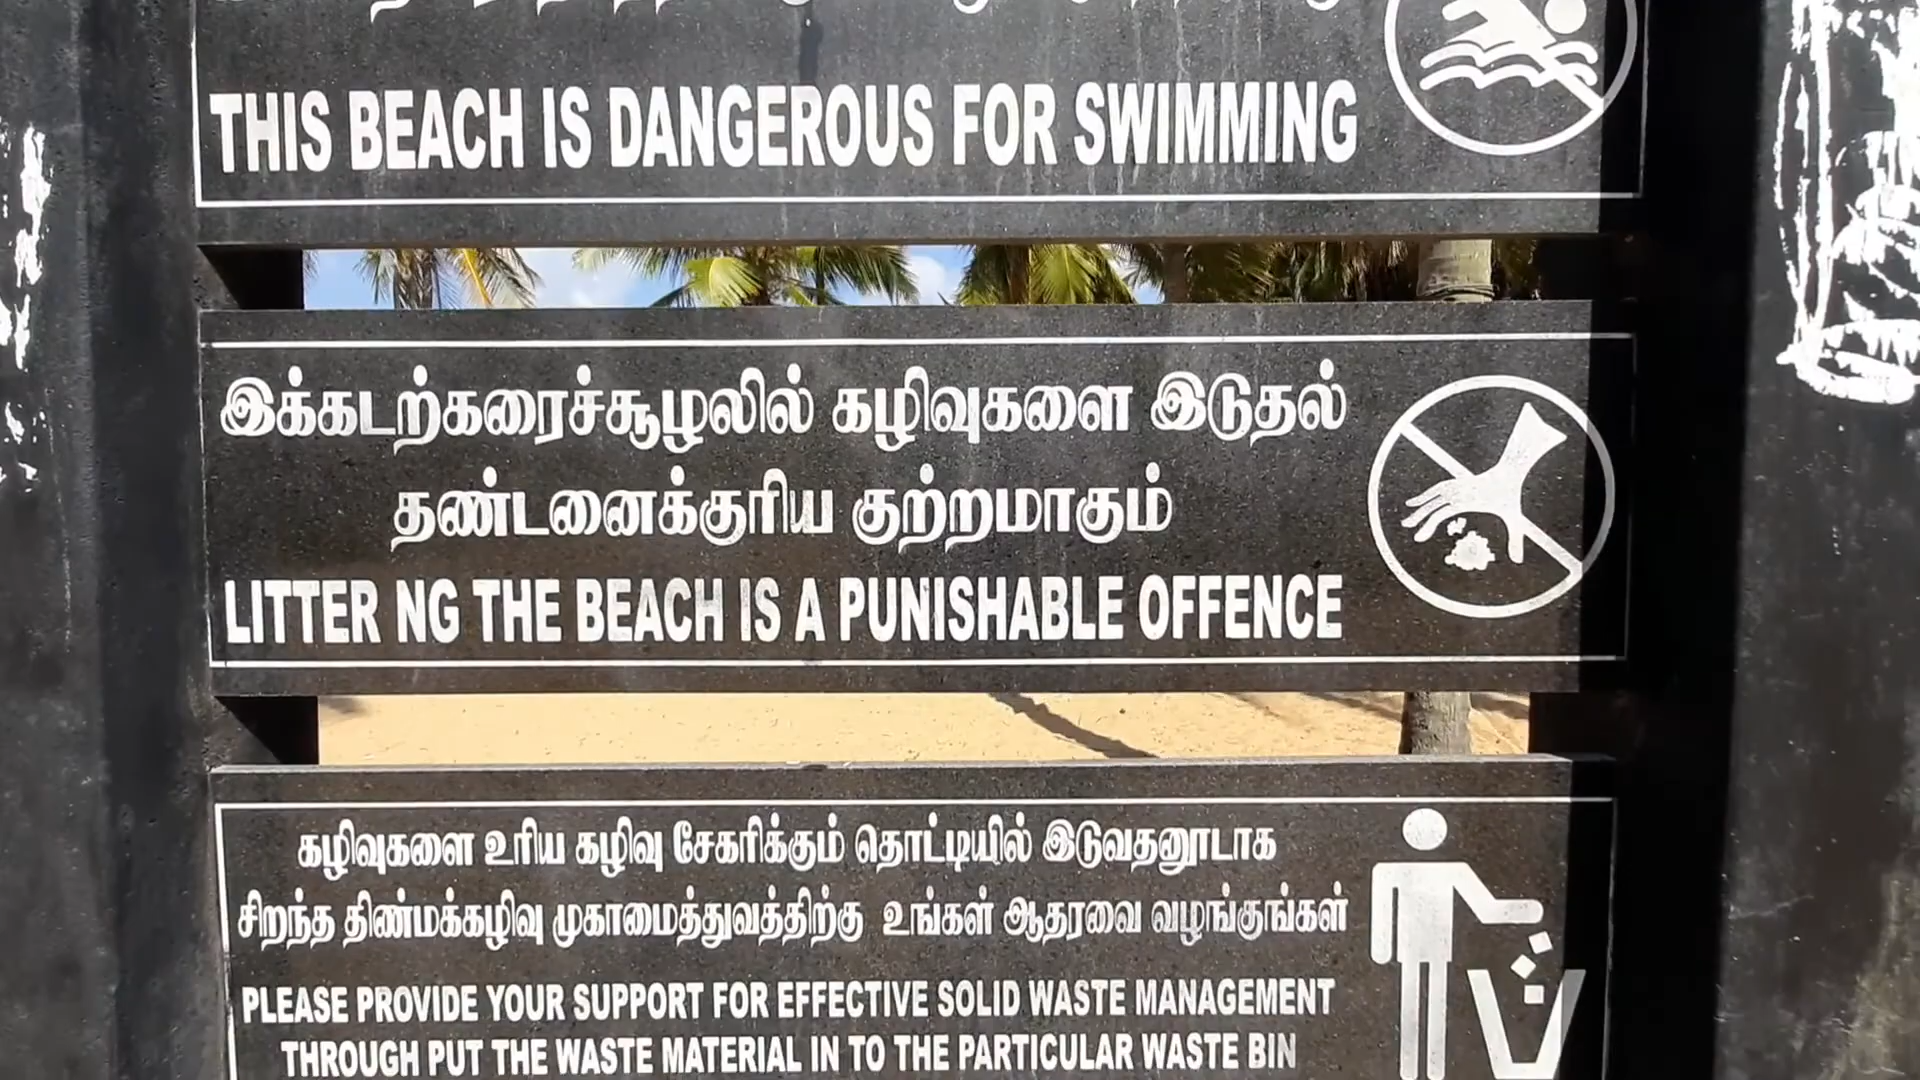 THIS BEACH IS DANGEROUS FOR SWIMMING
இக்கடற்கரைச்சூழலில் கழிவுகளை இடுதல்
தண்டனைக்குரிய குற்றமாகும்
LITTER NG THE BEACH IS A PUNISHABLE OFFENCE
கழிவுகளை உரிய கழிவு சேகரிக்கும் தொட்டியில் இடுவதனூடாக
சிறந்த திண்மக்கழிவு முகாமைத்துவத்திற்கு உங்கள் ஆதரவை வழங்குங்கள்
PLEASE PROVIDE YOUR SUPPORT FOR EFFECTIVE SOLID WASTE MANAGEMENT
THROUGH PUT THE WASTE MATERIAL IN TO THE PARTICULAR WASTE BIN